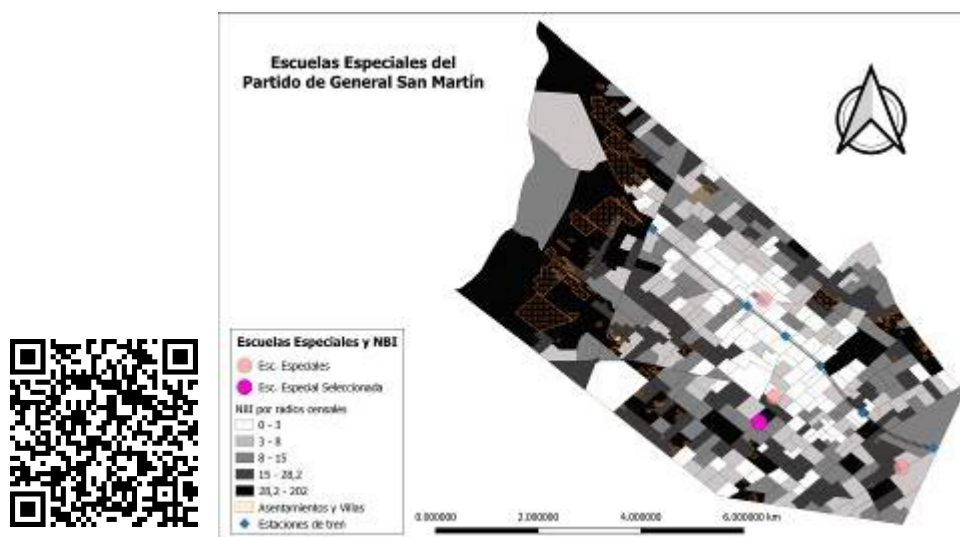 Escuelas Especiales del
Partido de General San Martín
Escuelas Especiales y NBI
Esc. Especiales
Esc. Especial Seleccionada
NBI por radios censales
0 - 3
3 - 8
8 - 15
15 - 28,2
28,2 - 202
Asentamientos y Villas
Estaciones de tren
0.000000 2.000000 4.000000 6.000000 km